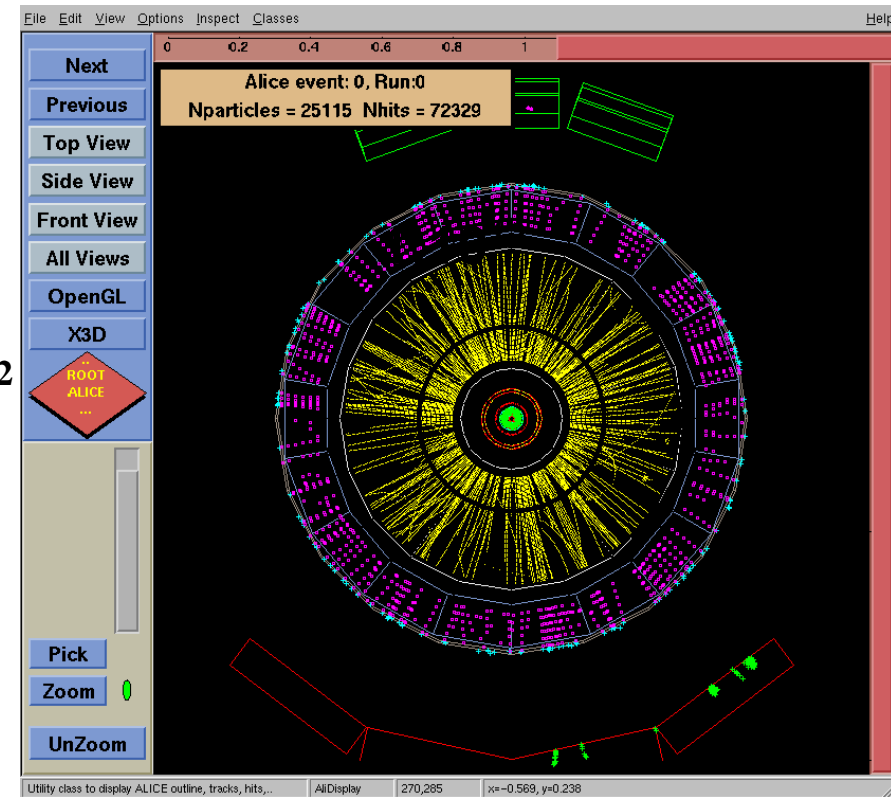 File Edit View Options Inspect Classes Help
0 0.2 0.4 0.6 0.8 1
Next
Previous
Top View
Side View
Front View
All Views
OpenGL
X3D
2
..
ROOT
ALICE
...
Alice event: 0, Run:0
Nparticles = 25115 Nhits = 72329
Pick
Zoom
UnZoom
Utility class to display ALICE outline, tracks, hits,.. AliDisplay 270,285 x=-0.569, y=0.238